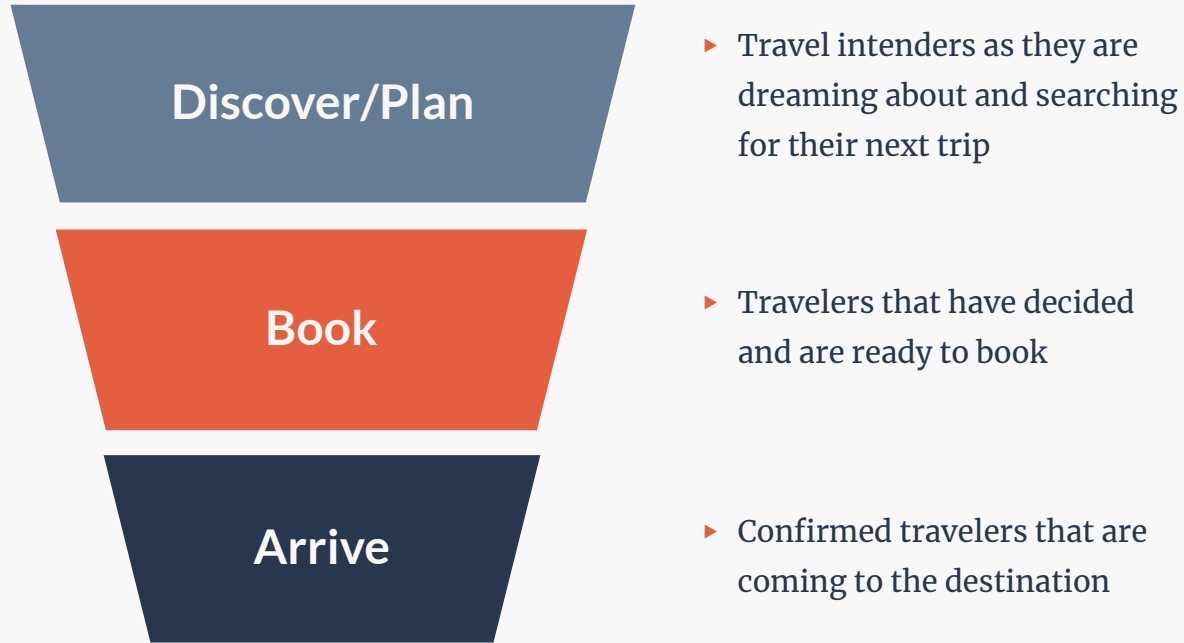 Discover/Plan
Travel intenders as they are
dreaming about and searching
for their next trip
Book
Travelers that have decided
and are ready to book
Arrive
Confirmed travelers that are
coming to the destination